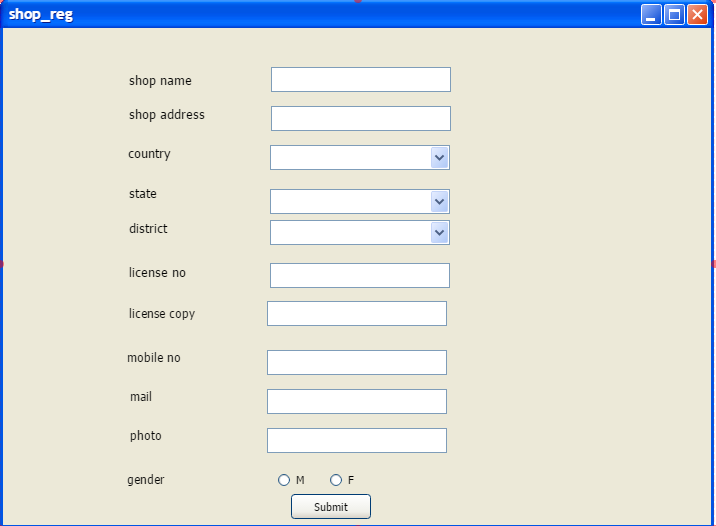 shop_reg
shop name
shop address
country
state
district
license no
license copy
mobile no
mail
photo
gender M F
Submit